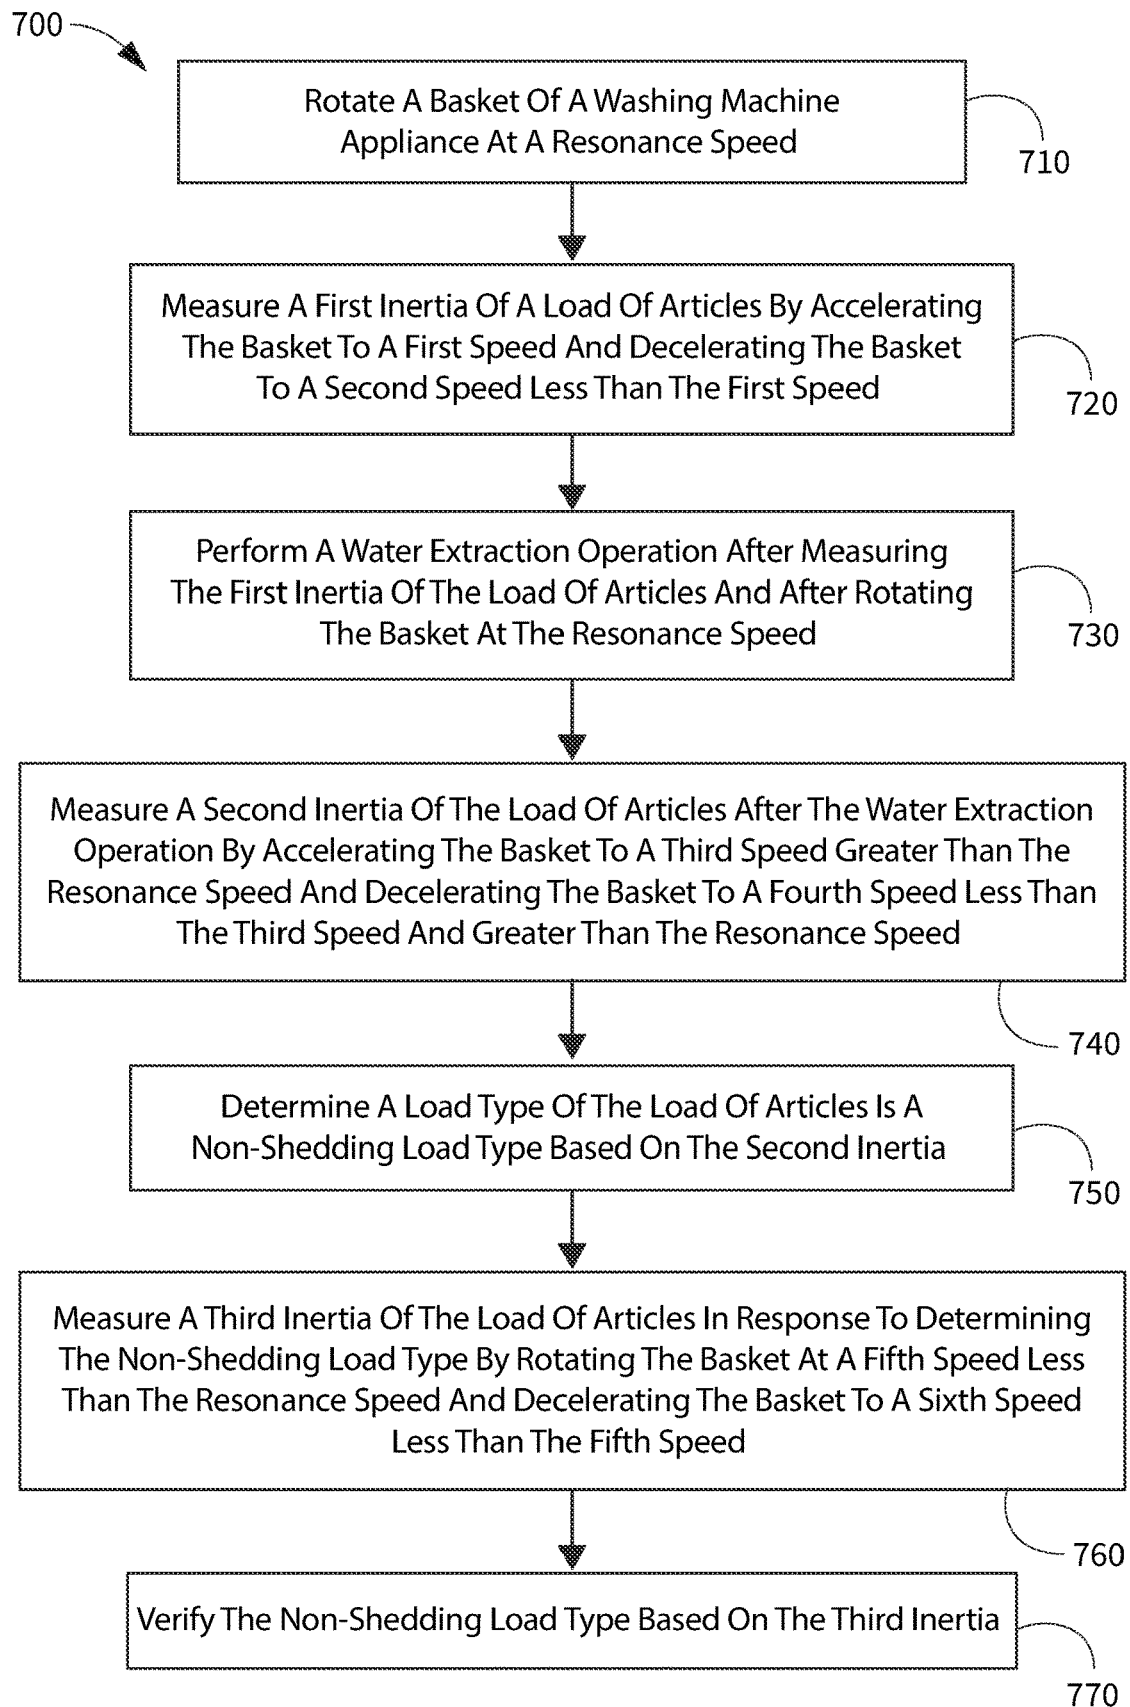 700
Rotate A Basket Of A Washing Machine
Appliance At A Resonance Speed
710
Measure A First Inertia Of A Load Of Articles By Accelerating
The Basket To A First Speed And Decelerating The Basket
To A Second Speed Less Than The First Speed
720
Perform A Water Extraction Operation After Measuring
The First Inertia Of The Load Of Articles And After Rotating
The Basket At The Resonance Speed
730
Measure A Second Inertia Of The Load Of Articles After The Water Extraction
Operation By Accelerating The Basket To A Third Speed Greater Than The
Resonance Speed And Decelerating The Basket To A Fourth Speed Less Than
The Third Speed And Greater Than The Resonance Speed
740
Determine A Load Type Of The Load Of Articles Is A
Non-Shedding Load Type Based On The Second Inertia
750
Measure A Third Inertia Of The Load Of Articles In Response To Determining
The Non-Shedding Load Type By Rotating The Basket At A Fifth Speed Less
Than The Resonance Speed And Decelerating The Basket To A Sixth Speed
Less Than The Fifth Speed
760
Verify The Non-Shedding Load Type Based On The Third Inertia
770